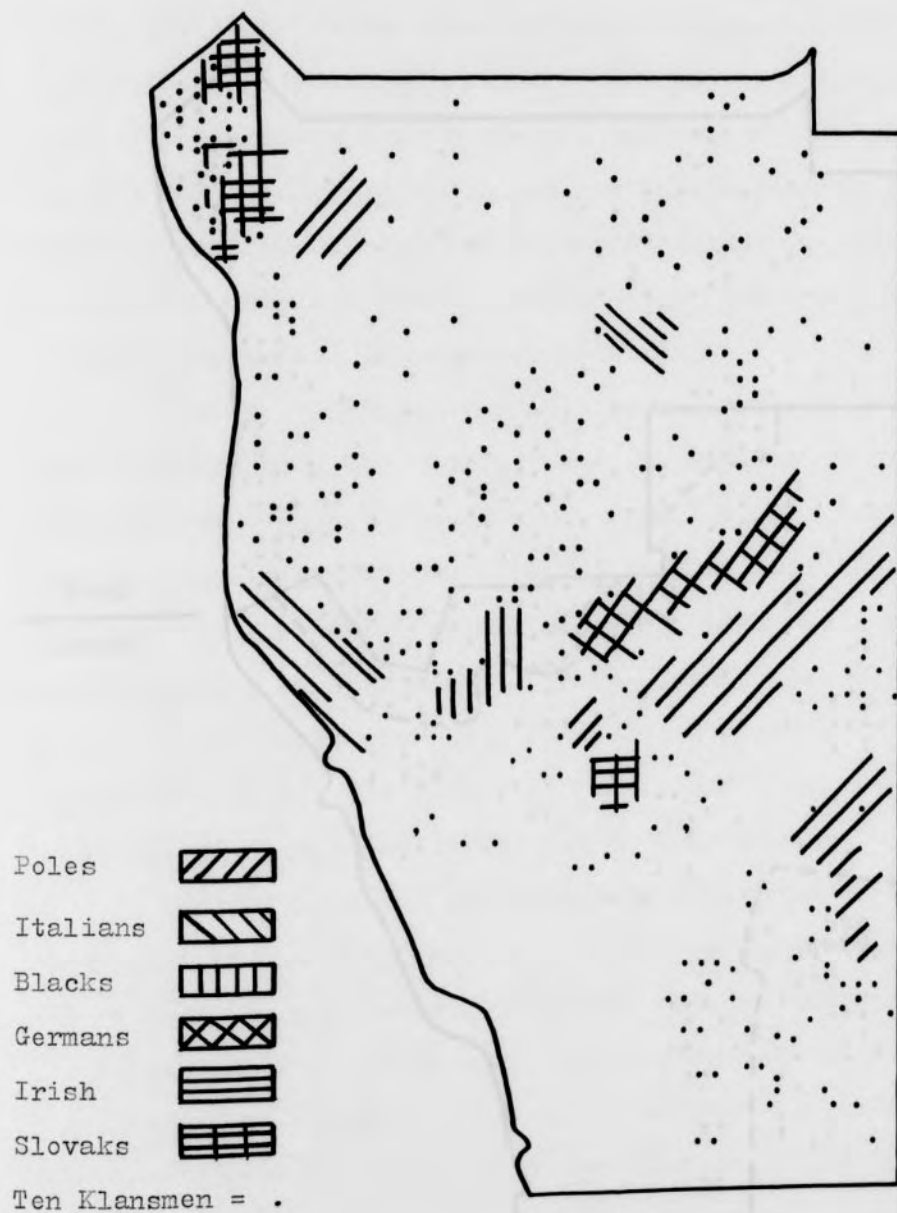 Poles
Italians
Blacks
Germans
Irish
Slovaks
Ten Klansmen = .